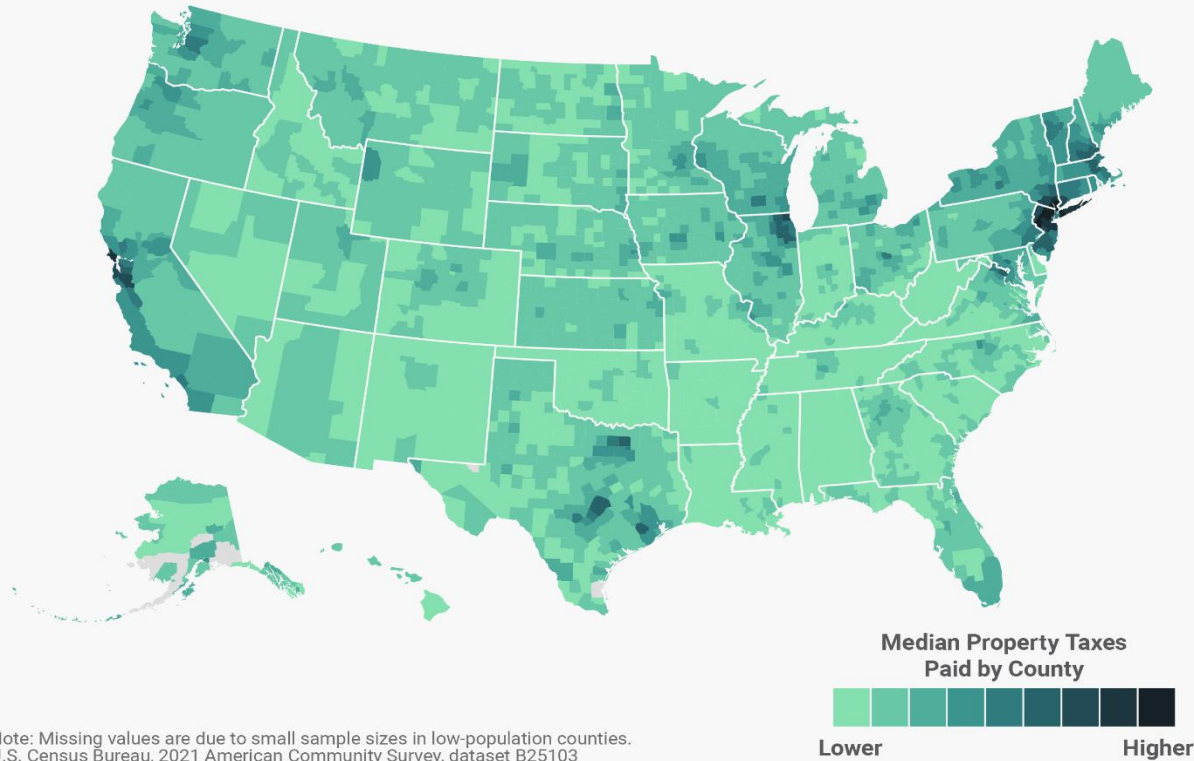 Median Property Taxes
Paid by County
Lower Higher
ote: Missing values are due to small sample sizes in low-population counties.
U.S. Census Bureau, 2021 American Community Survey, dataset B25103